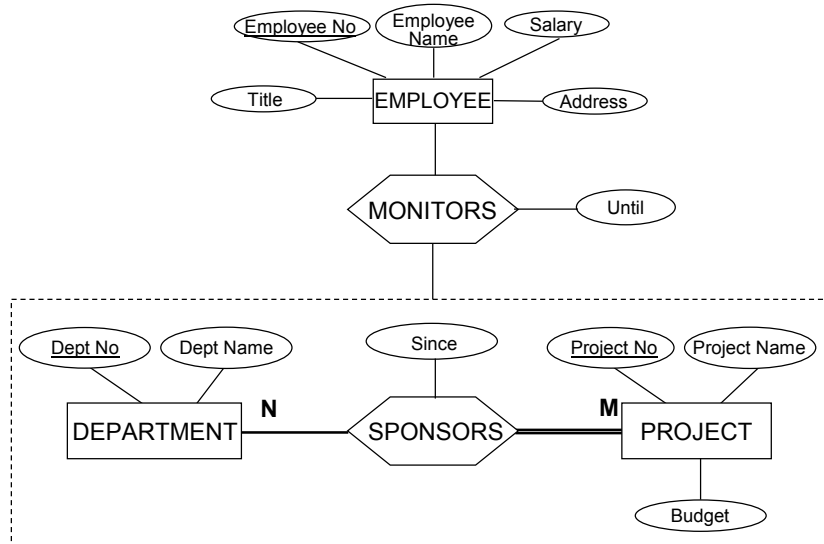 Employee No
Employee
Name
Salary
Title
EMPLOYEE
Address
MONITORS
Until
Dept No
Dept Name
Since
Project No
Project Name
N
M
DEPARTMENT
SPONSORS
PROJECT
Budget